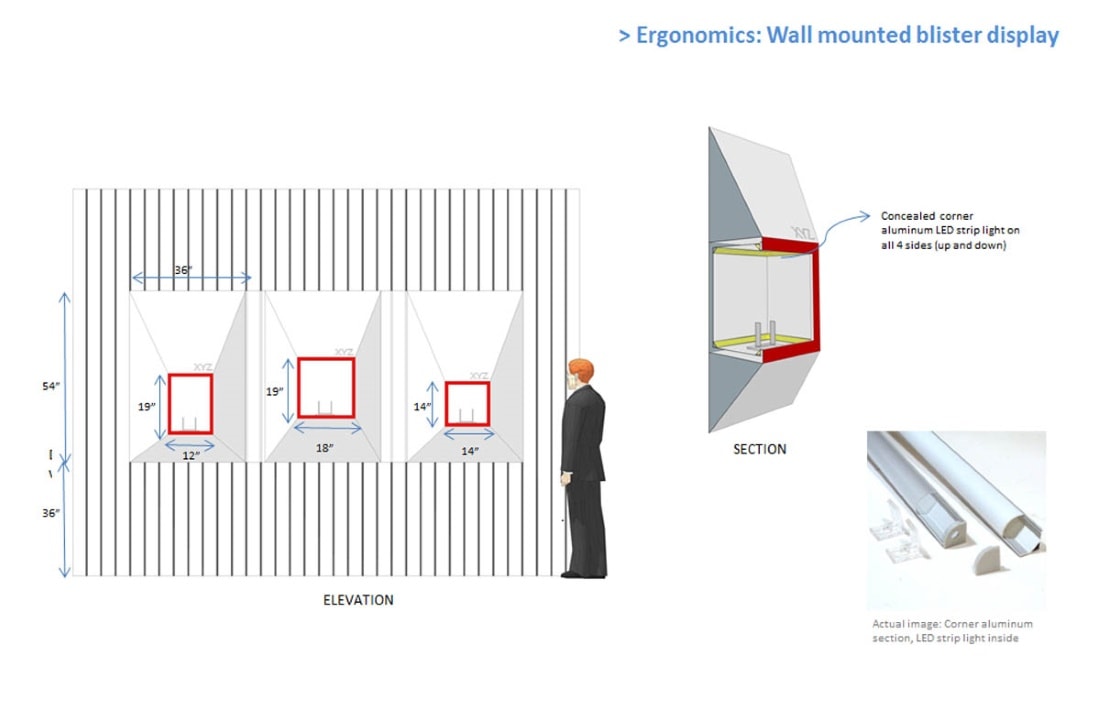 > Ergonomics: Wall mounted blister display
Concealed corner
aluminum LED strip light on
all 4 sides (up and down)
XYZ
36”
XYZ
XYZ
XYZ
54”
19”
19”
14”
12”
18”
14”
36”
SECTION
ELEVATION
Actual image: Corner aluminum
section, LED strip light inside